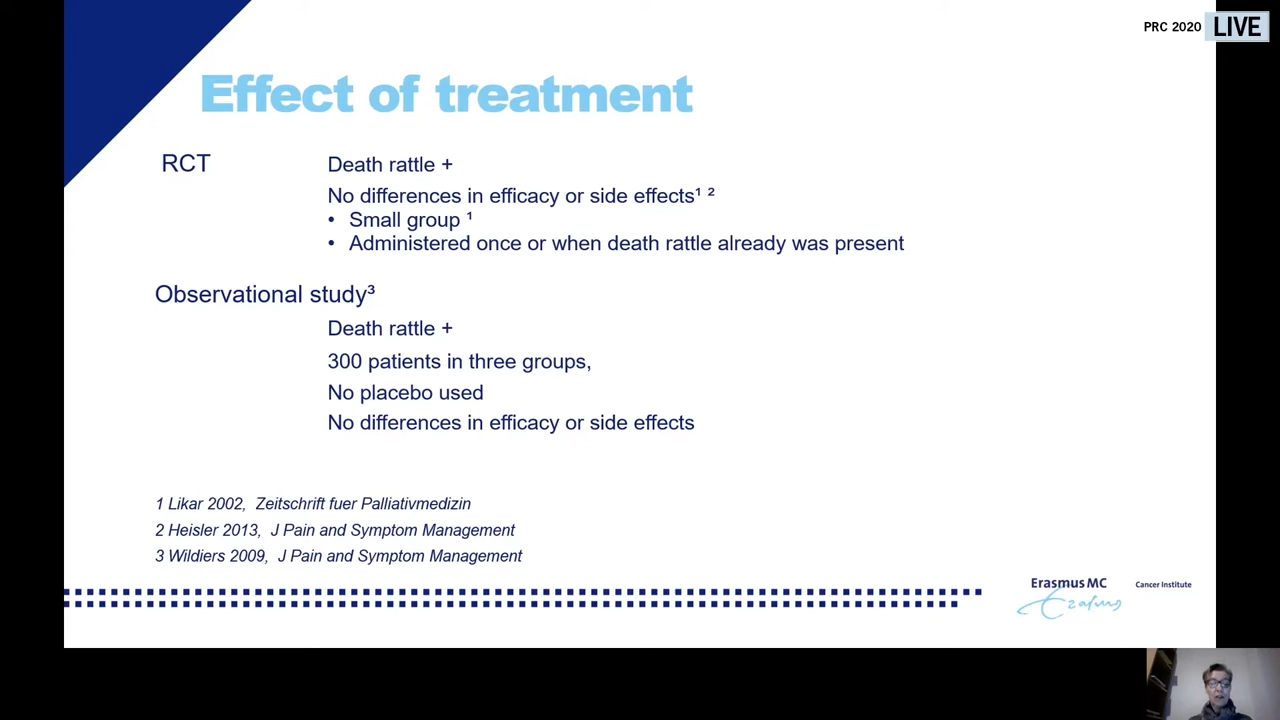 PRC 2020 LIVE
Effect of treatment
RCT Death rattle +
No differences in efficacy or side effects¹ ²
• Small group ¹
• Administered once or when death rattle already was present
Observational study³
Death rattle +
300 patients in three groups,
No placebo used
No differences in efficacy or side effects
1 Likar 2002, Zeitschrift fuer Palliativmedizin
2 Heisler 2013, J Pain and Symptom Management
3 Wildiers 2009, J Pain and Symptom Management
Erasmus MC Cancer Institute
Erasmus